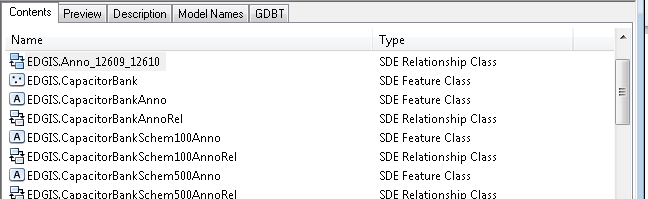 Contents Preview Description Model Names GDBT
Name Type
EDGIS.Anno_12609_12610 SDE Relationship Class
EDGIS.CapacitorBank SDE Feature Class
A EDGIS.CapacitorBankAnno SDE Feature Class
EDGIS.CapacitorBankAnnoRel SDE Relationship Class
A EDGIS.CapacitorBankSchem100Anno SDE Feature Class
EDGIS.CapacitorBankSchem100AnnoRel SDE Relationship Class
A EDGIS.CapacitorBankSchem500Anno SDE Feature Class
EDGIS.CapacitorBankSchem500AnnoRel SDE Relationship Class